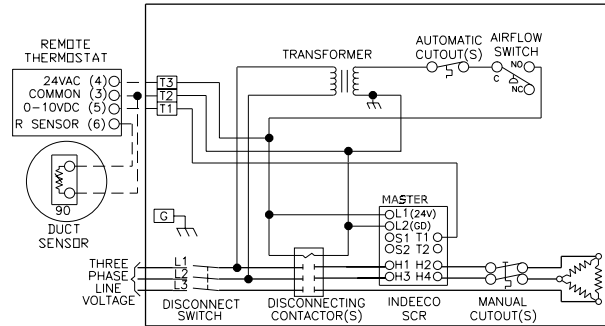 REMOTE
THERMOSTAT
24VAC (4)
COMMON (3)
0-10VDC (5)
R SENSOR (6)
T3
T2
T1
90
DUCT
SENSOR
TRANSFORMER
AUTOMATIC
CUTOUT(S)
AIRFLOW
SWITCH
NO
C
NC
G
MASTER
L1(24V)
L2(GD)
S1 T1
S2 T2
H1 H2
H3 H4
INDEECO
SCR
THREE
PHASE
LINE
VOLTAGE
L1
L2
L3
DISCONNECT
SWITCH
DISCONNECTING
CONTACTOR(S)
MANUAL
CUTOUT(S)